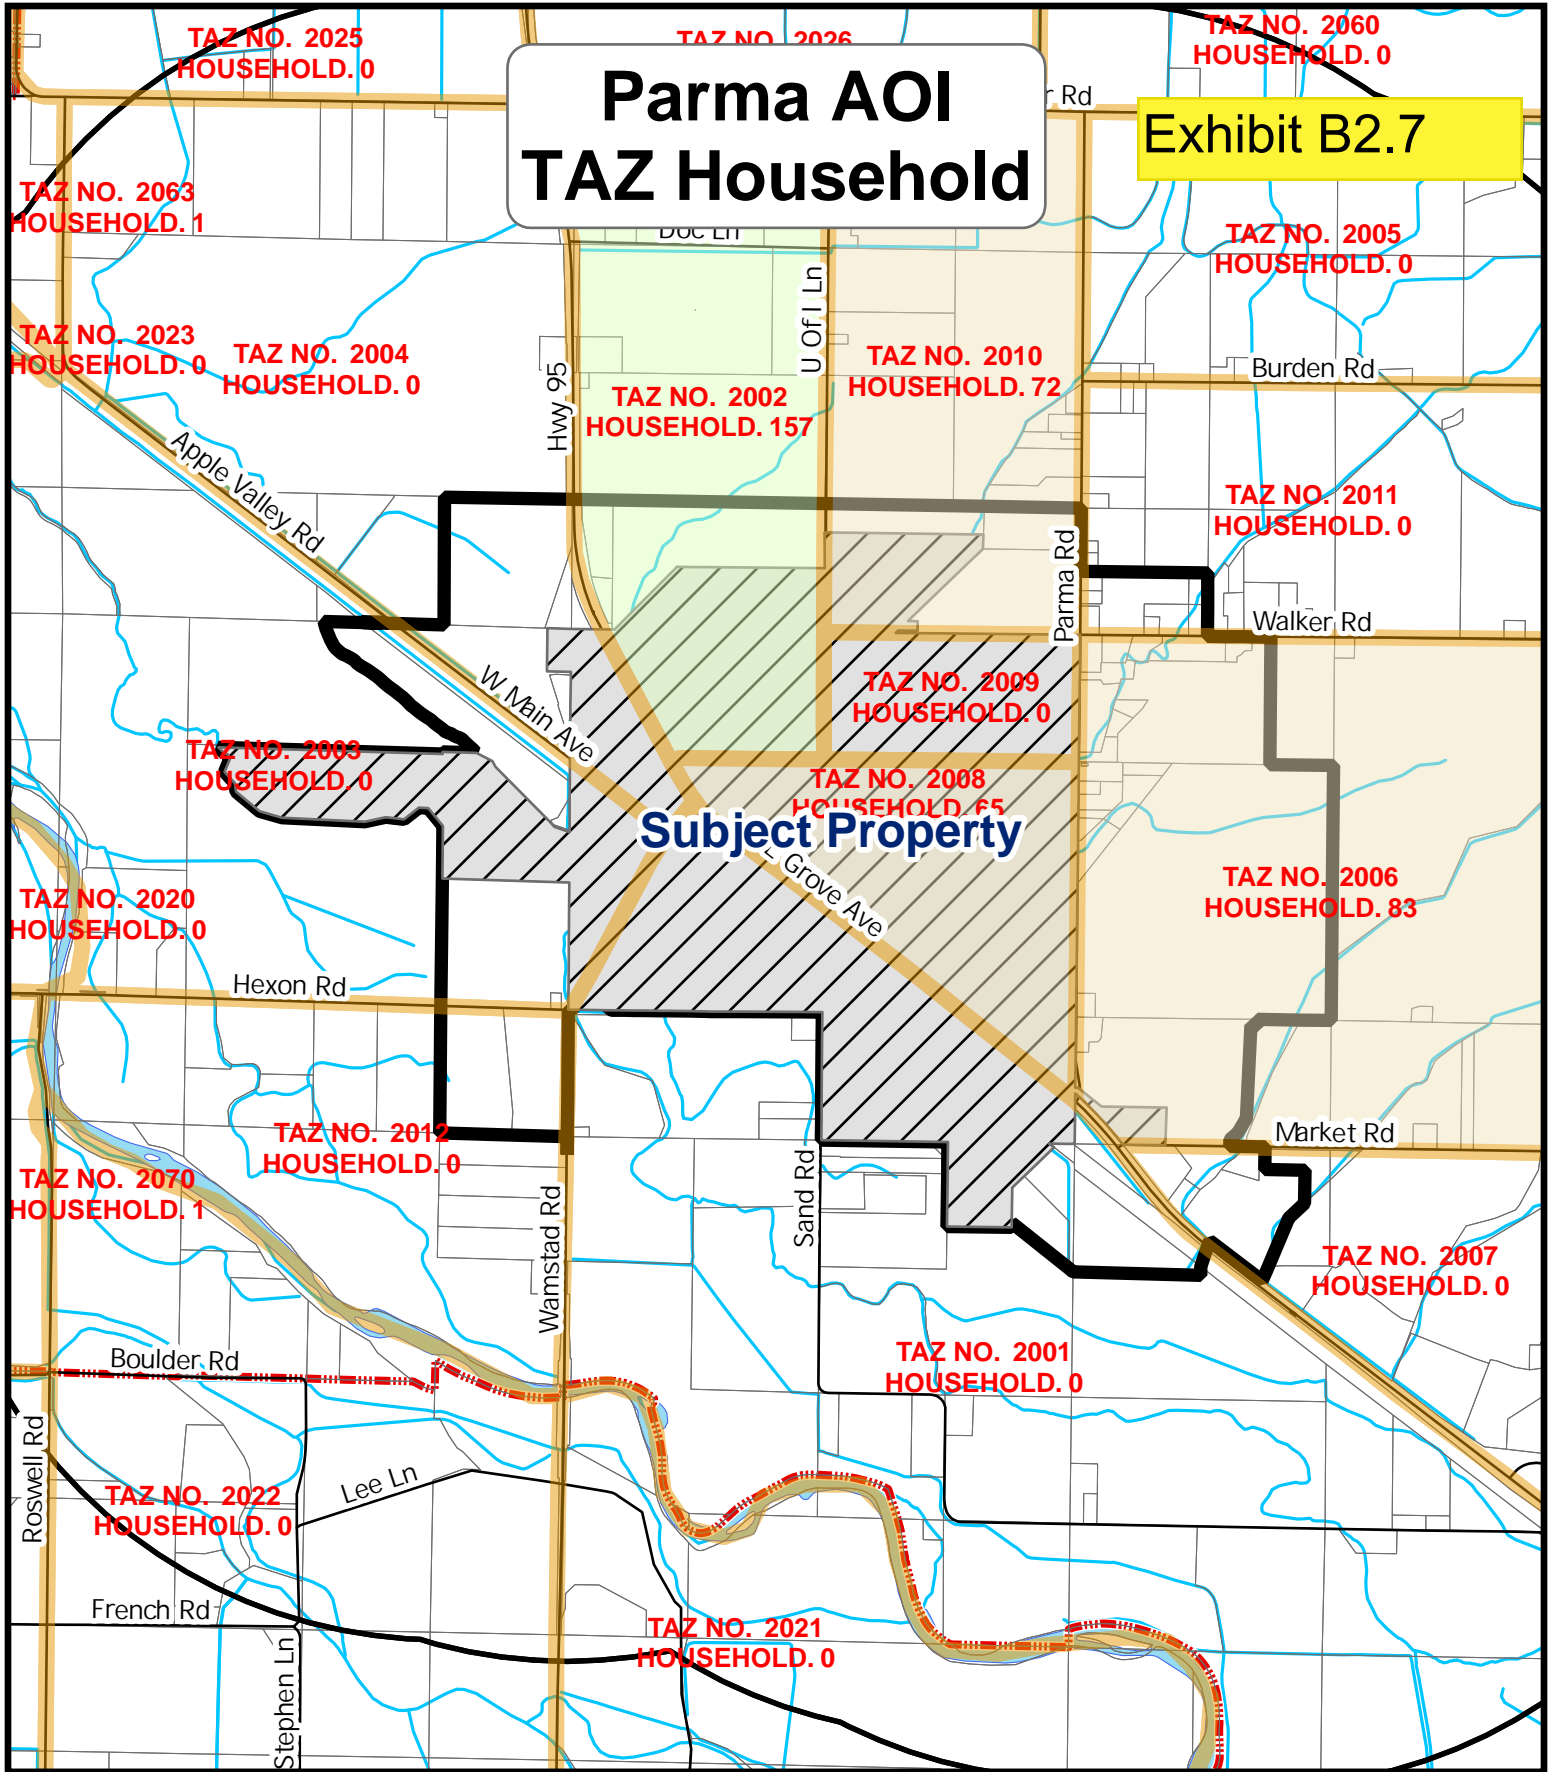 TAZ NO. 2025
HOUSEHOLD. 0
TAZ NO. 2026
TAZ NO. 2060
HOUSEHOLD. 0
Parma AOI
TAZ Household
r Rd
Exhibit B2.7
TAZ NO. 2063
HOUSEHOLD. 1
Doc Ln
TAZ NO. 2005
HOUSEHOLD. 0
U Of I Ln
TAZ NO. 2023
HOUSEHOLD. 0
TAZ NO. 2004
HOUSEHOLD. 0
Hwy 95
TAZ NO. 2002
HOUSEHOLD. 157
TAZ NO. 2010
HOUSEHOLD. 72
Burden Rd
Apple Valley Rd
TAZ NO. 2011
HOUSEHOLD. 0
Parma Rd
Walker Rd
W Main Ave
TAZ NO. 2009
HOUSEHOLD. 0
TAZ NO. 2003
HOUSEHOLD. 0
TAZ NO. 2008
HOUSEHOLD. 65
Subject Property
E Grove Ave
TAZ NO. 2006
HOUSEHOLD. 83
TAZ NO. 2020
HOUSEHOLD. 0
Hexon Rd
TAZ NO. 2012
HOUSEHOLD. 0
Market Rd
TAZ NO. 2070
HOUSEHOLD. 1
Wamstad Rd
Sand Rd
TAZ NO. 2007
HOUSEHOLD. 0
Boulder Rd
TAZ NO. 2001
HOUSEHOLD. 0
Roswell Rd
Lee Ln
TAZ NO. 2022
HOUSEHOLD. 0
French Rd
Stephen Ln
TAZ NO. 2021
HOUSEHOLD. 0